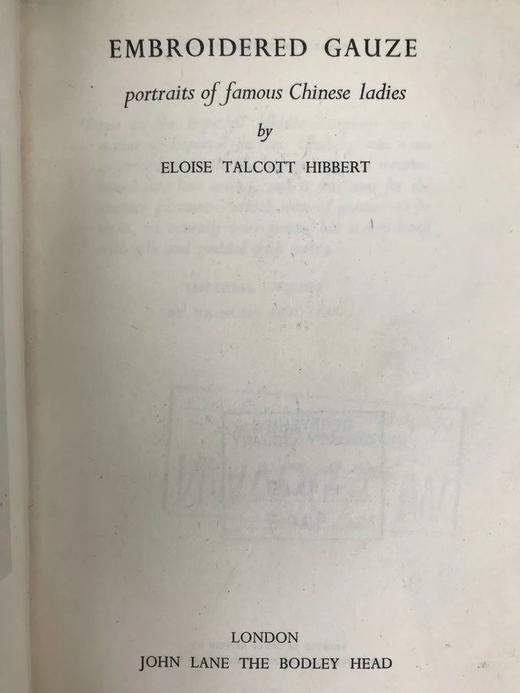 EMBROIDERED GAUZE
portraits of famous Chinese ladies
by
ELOISE TALCOTT HIBBERT
LONDON
JOHN LANE THE BODLEY HEAD